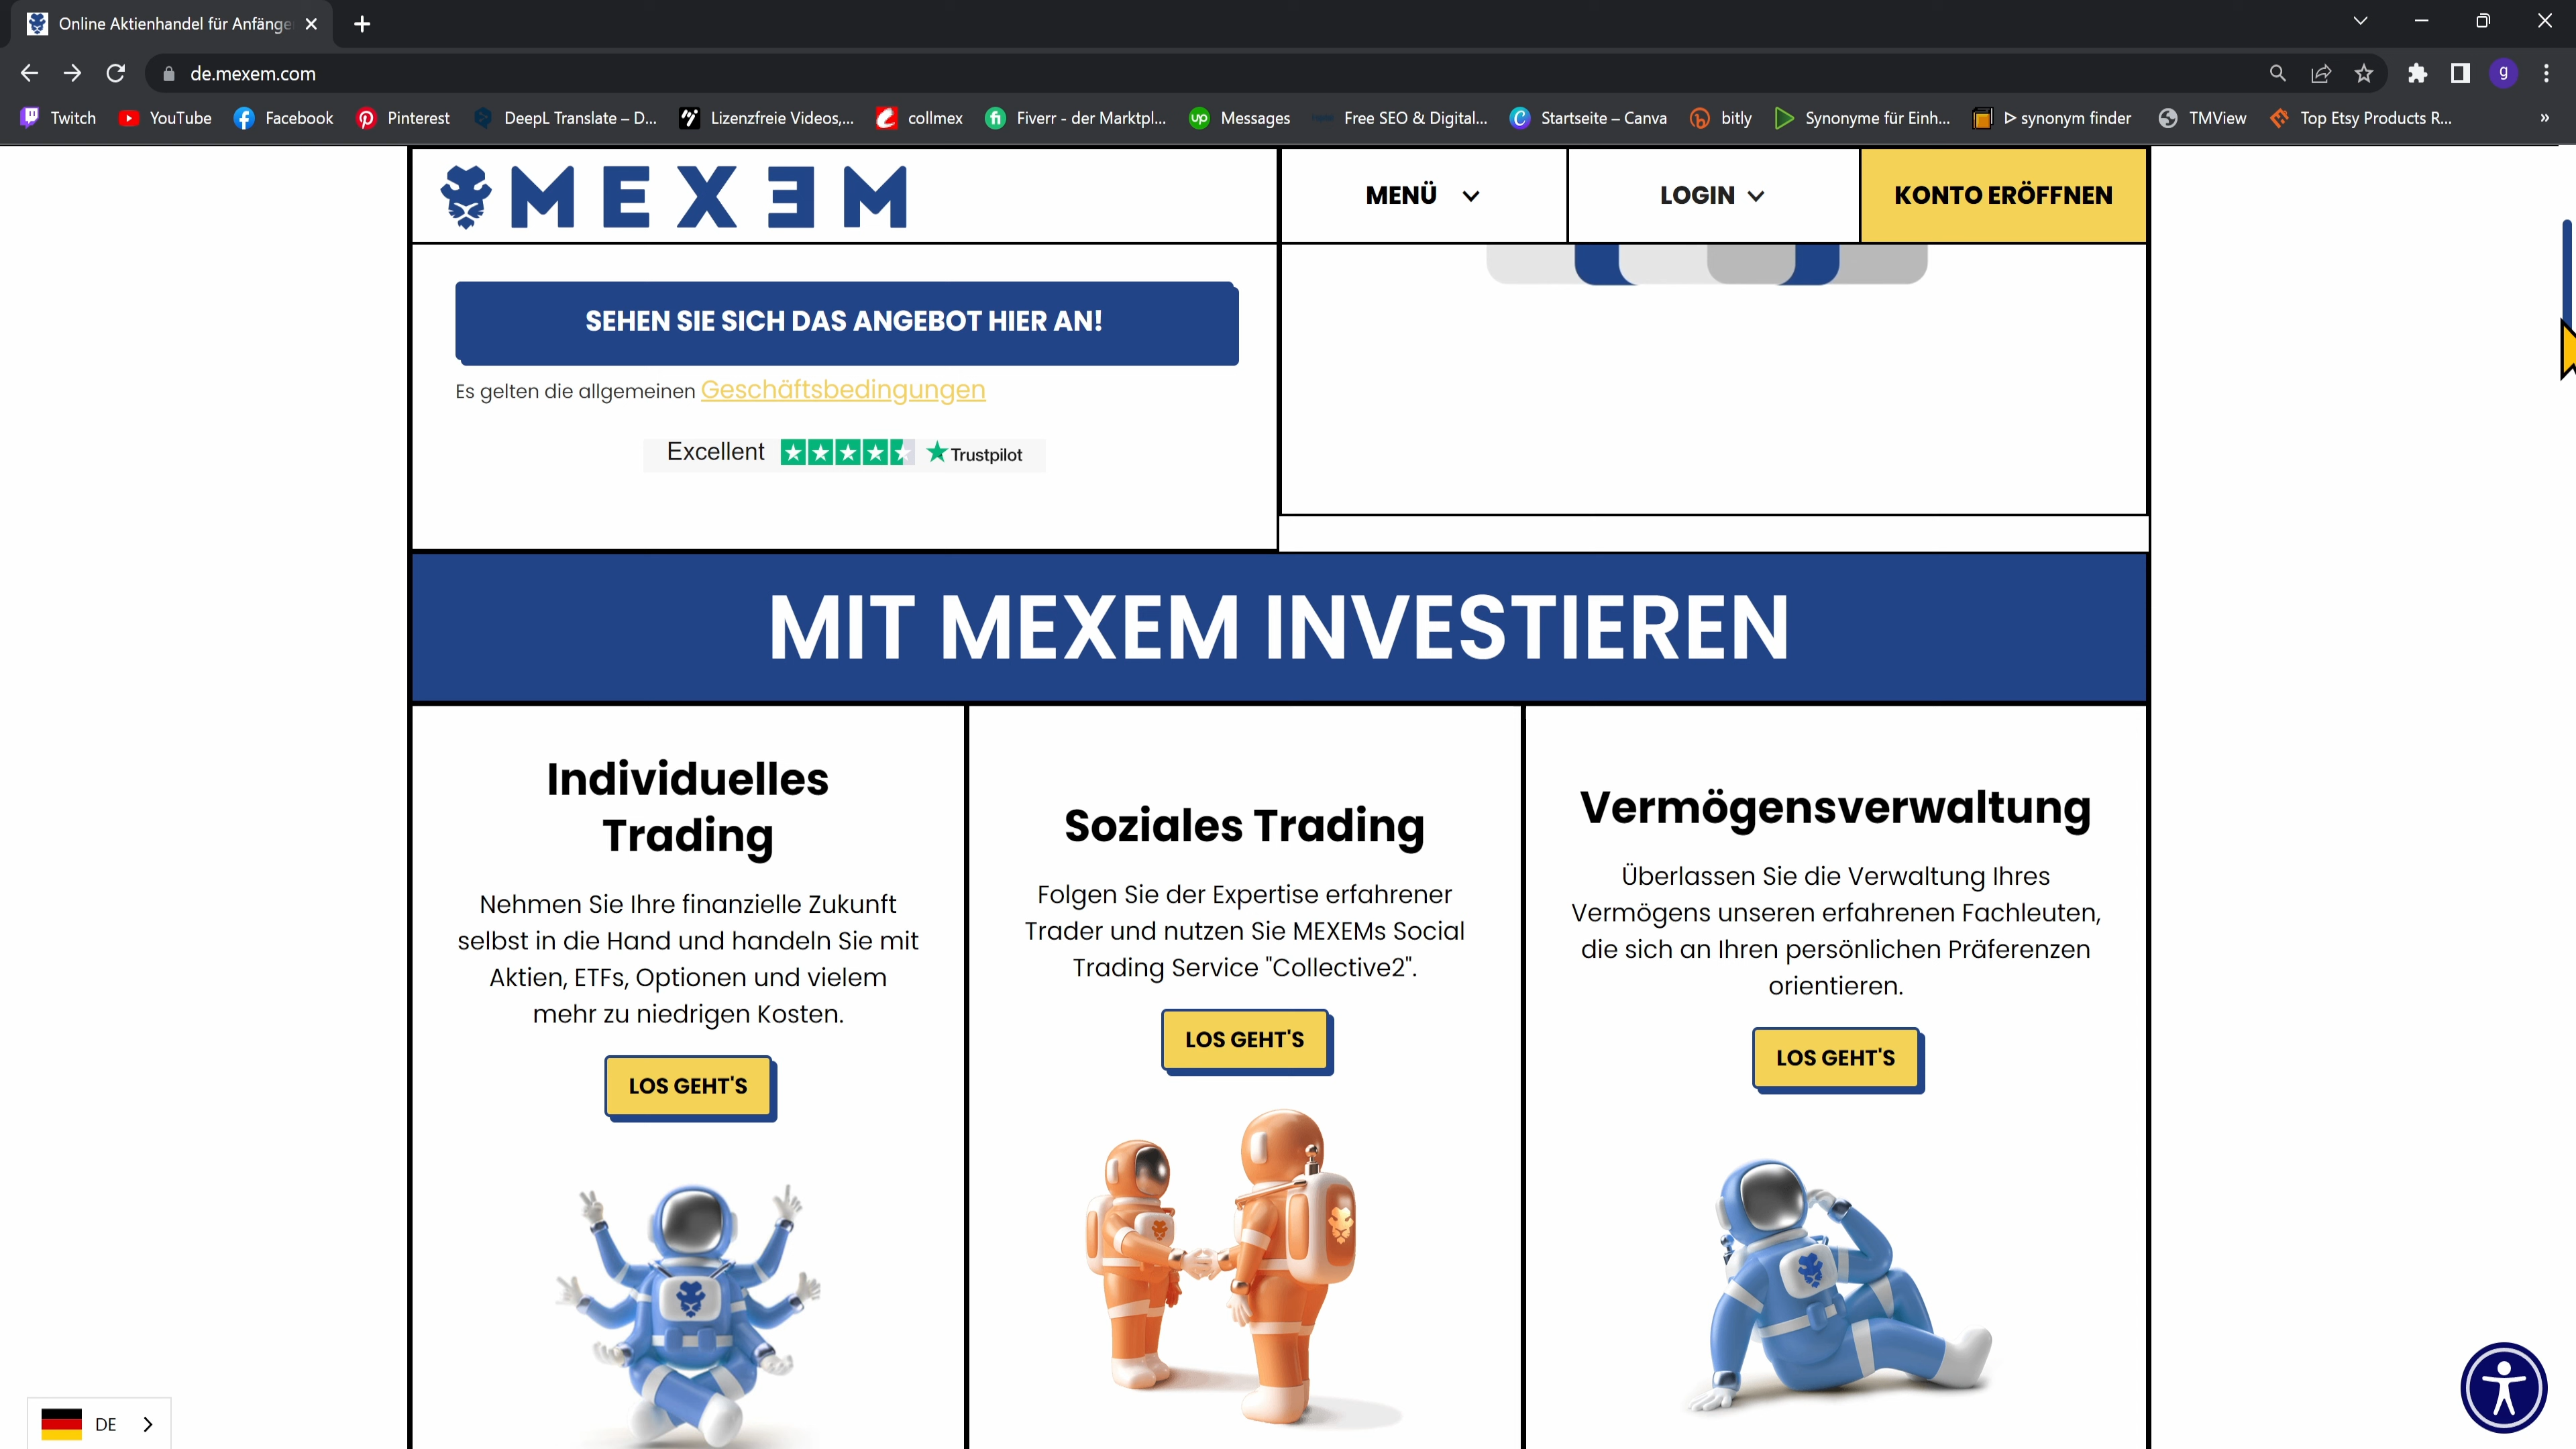 Online Aktienhandel für Anfänge
de.mexem.com
g
Twitch
YouTube
Facebook
Pinterest
DeepL Translate – D...
Lizenzfreie Videos,...
collmex
Fiverr - der Marktpl...
Messages
Free SEO & Digital...
Startseite – Canva
bitly
Synonyme für Einh...
ᐅ synonym finder
TMView
Top Etsy Products R...
»
MEXƎM
MENÜ
LOGIN
KONTO ERÖFFNEN
SEHEN SIE SICH DAS ANGEBOT HIER AN!
Es gelten die allgemeinen Geschäftsbedingungen
Excellent
Trustpilot
MIT MEXEM INVESTIEREN
Individuelles
Trading
Nehmen Sie Ihre finanzielle Zukunft
selbst in die Hand und handeln Sie mit
Aktien, ETFs, Optionen und vielem
mehr zu niedrigen Kosten.
LOS GEHT'S
Soziales Trading
Folgen Sie der Expertise erfahrener
Trader und nutzen Sie MEXEMs Social
Trading Service "Collective2".
LOS GEHT'S
Vermögensverwaltung
Überlassen Sie die Verwaltung Ihres
Vermögens unseren erfahrenen Fachleuten,
die sich an Ihren persönlichen Präferenzen
orientieren.
LOS GEHT'S
DE